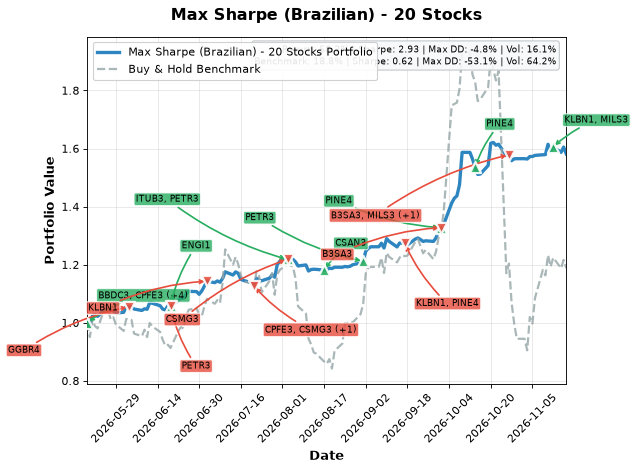 Max Sharpe (Brazilian) - 20 Stocks
Max Sharpe (Brazilian) - 20 Stocks Portfolio
Buy & Hold Benchmark
2.93 | Max DD: -4.8% | Vol: 16.1%
Benchmark: 18.8% | Sharpe: 0.62 | Max DD: -53.1% | Vol: 64.2%
KLBN1, MILS3
PINE4
ITUB3, PETR3
PINE4
PETR3
B3SA3, MILS3 (+1)
ENGI1
CSAN3
B3SA3
BBDC3, CPFE3 (+4)
KLBN1
CSMG3
KLBN1, PINE4
CPFE3, CSMG3 (+1)
GGBR4
PETR3
Portfolio Value
1.8
1.6
1.4
1.2
1.0
0.8
2026-05-29
2026-06-14
2026-06-30
2026-07-16
2026-08-01
2026-08-17
2026-09-02
2026-09-18
2026-10-04
2026-10-20
2026-11-05
Date